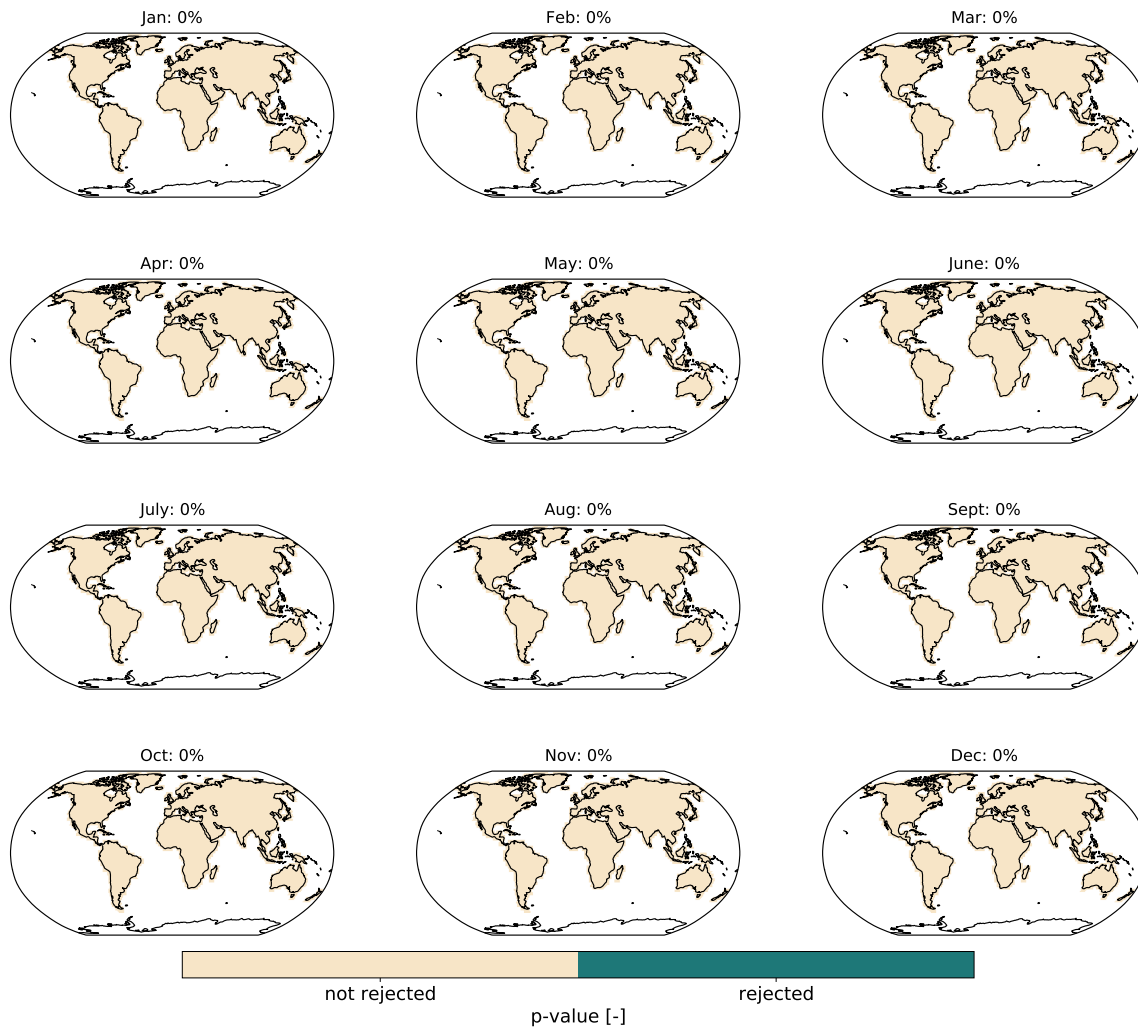 Jan: 0%
Feb: 0%
Mar: 0%
Apr: 0%
May: 0%
June: 0%
July: 0%
Aug: 0%
Sept: 0%
Oct: 0%
Nov: 0%
Dec: 0%
not rejected
rejected
p-value [-]